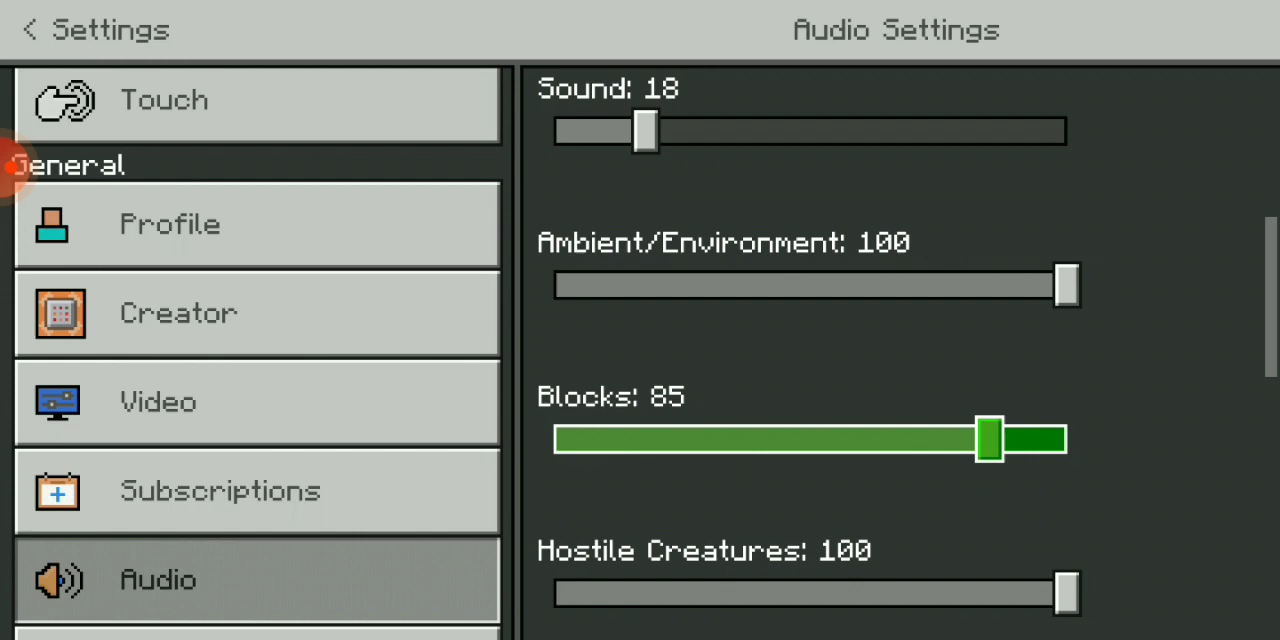 Settings
Audio Settings
Touch
General
Profile
Creator
Video
Subscriptions
Audio
Sound: 18
Ambient/Environment: 100
Blocks: 85
Hostile Creatures: 100